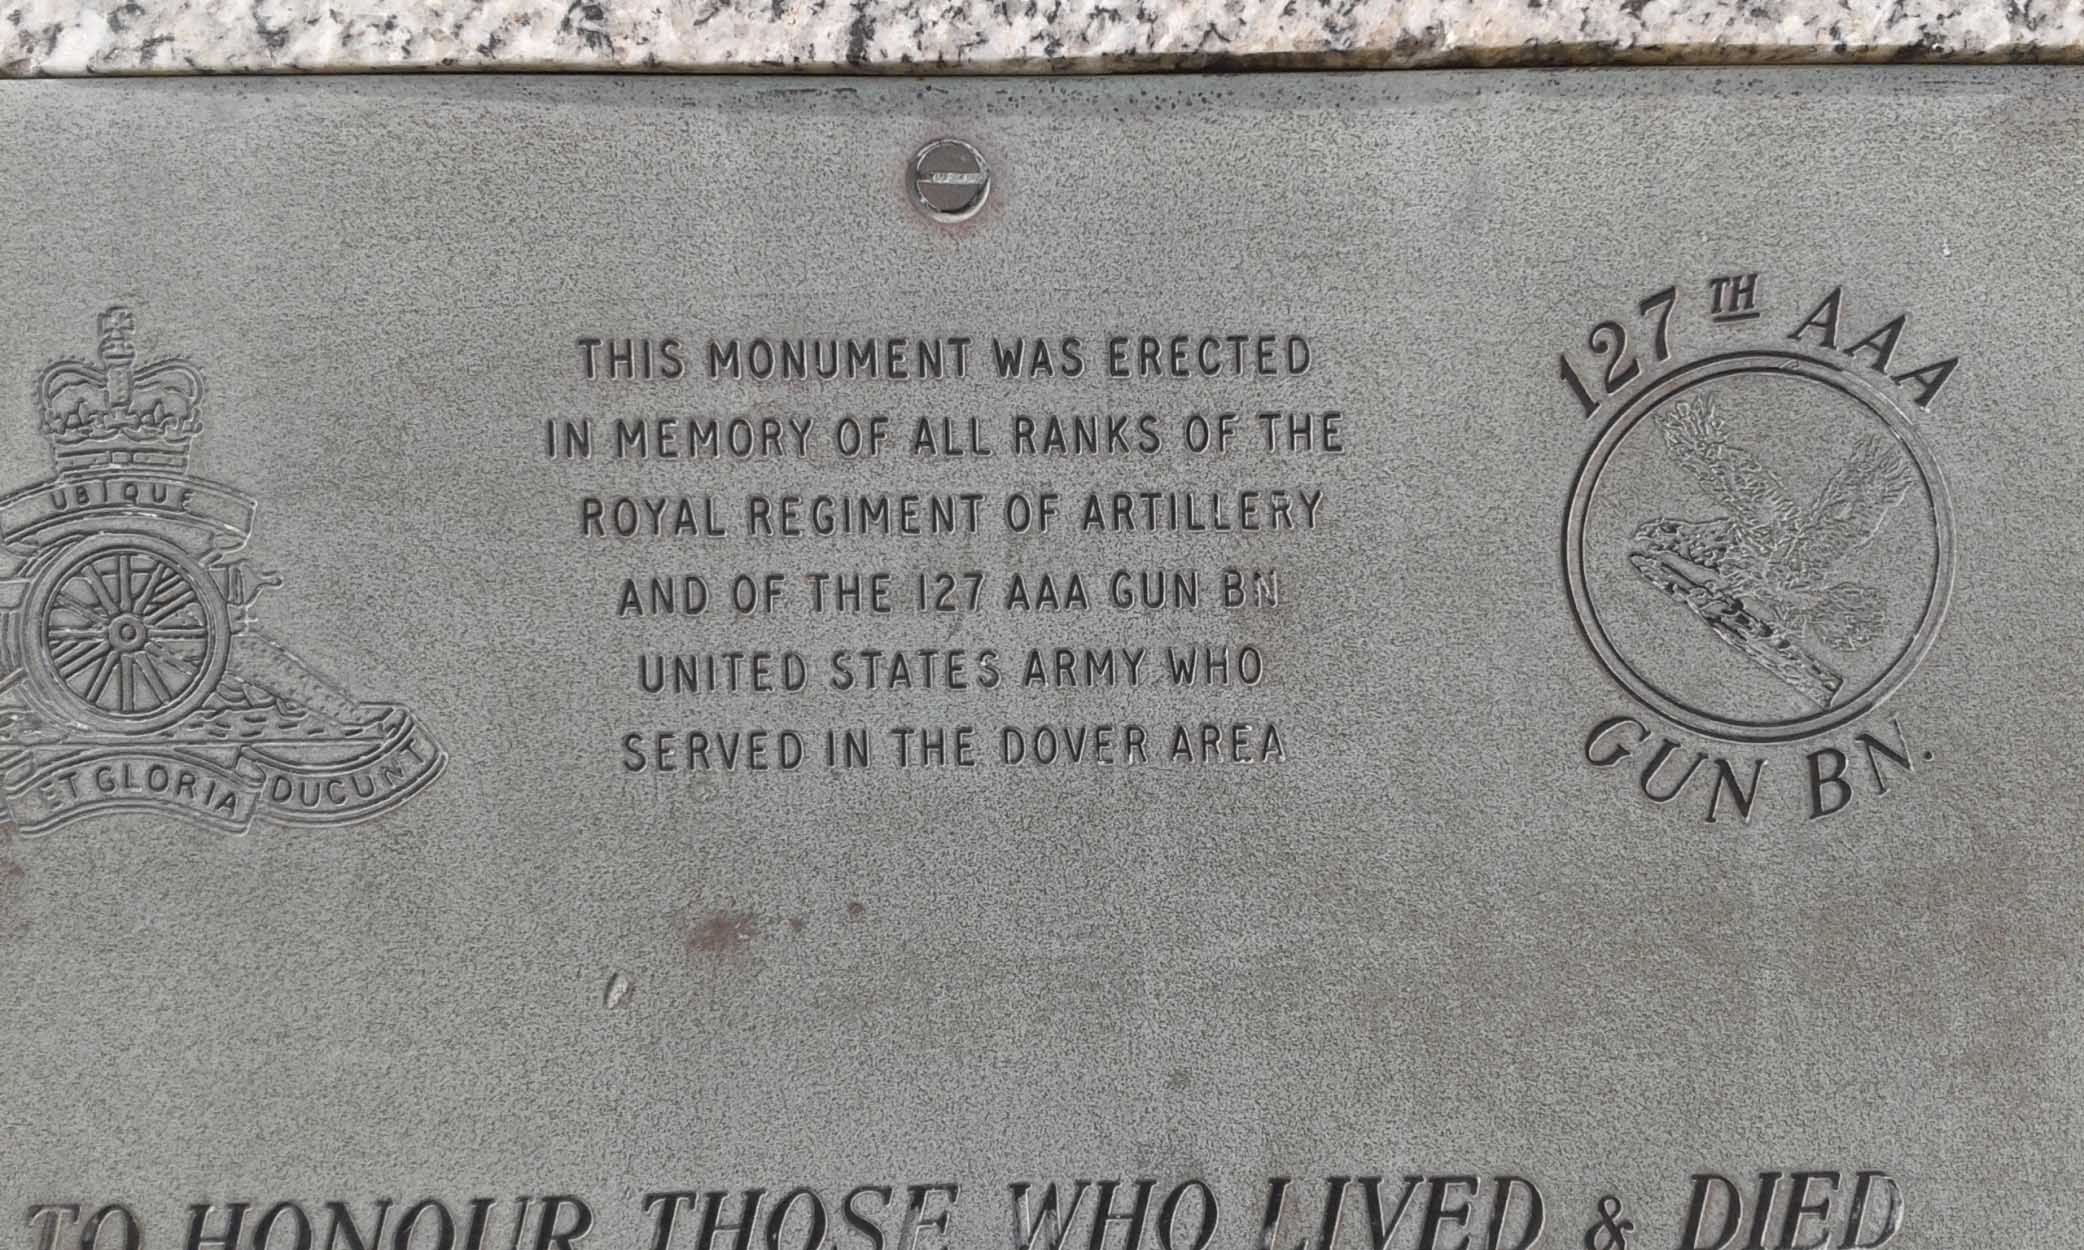 THIS MONUMENT WAS ERECTED
IN MEMORY OF ALL RANKS OF THE
ROYAL REGIMENT OF ARTILLERY
AND OF THE 127 AAA GUN BN
UNITED STATES ARMY WHO
SERVED IN THE DOVER AREA
UBIQUE
ET GLORIA DUCUNT
127TH AAA
GUN BN.
TO HONOUR THOSE WHO LIVED & DIED